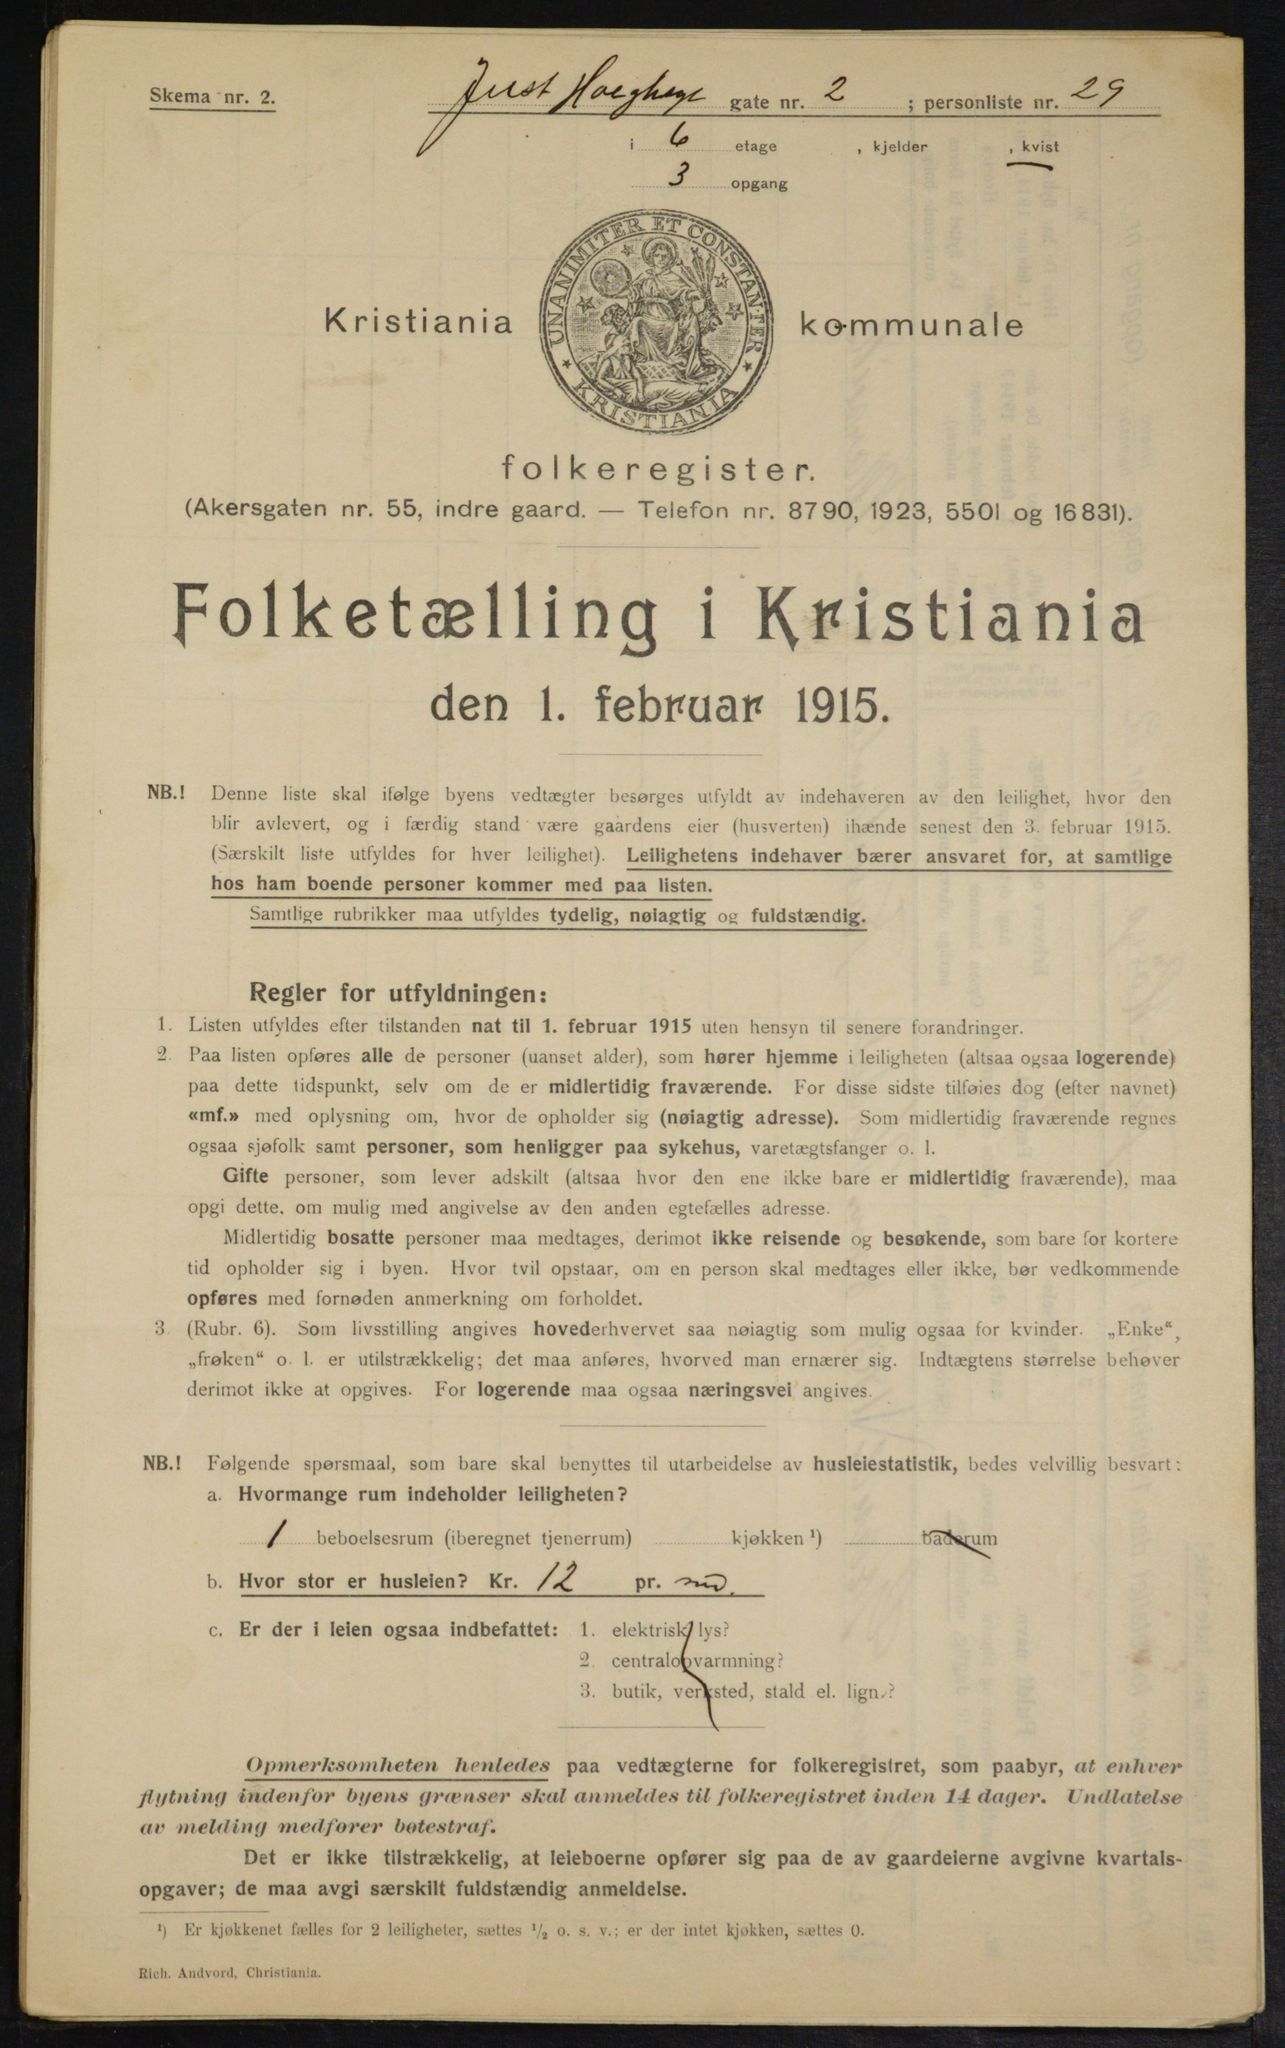 Skema nr. 2.
Just Hoeghs gate nr. 2 ; personliste nr. 29
i 6 etage , kjelder , kvist
3 opgang
UNANIMITER ET CONSTANTER
KRISTIANIA
Kristiania kommunale
folkeregister.
(Akersgaten nr. 55, indre gaard. — Telefon nr. 8790, 1923, 5501 og 16831).
Folketælling i Kristiania
den 1. februar 1915.
NB.! Denne liste skal ifølge byens vedtægter besørges utfyldt av indehaveren av den leilighet, hvor den
blir avlevert, og i færdig stand være gaardens eier (husverten) ihænde senest den 3. februar 1915.
(Særskilt liste utfyldes for hver leilighet). Leilighetens indehaver bærer ansvaret for, at samtlige
hos ham boende personer kommer med paa listen.
Samtlige rubrikker maa utfyldes tydelig, nøiagtig og fuldstændig.
Regler for utfyldningen:
1. Listen utfyldes efter tilstanden nat til 1. februar 1915 uten hensyn til senere forandringer.
2. Paa listen opføres alle de personer (uanset alder), som hører hjemme i leiligheten (altsaa ogsaa logerende)
paa dette tidspunkt, selv om de er midlertidig fraværende. For disse sidste tilføies dog (efter navnet)
«mf.» med oplysning om, hvor de opholder sig (nøiagtig adresse). Som midlertidig fraværende regnes
ogsaa sjøfolk samt personer, som henligger paa sykehus, varetægtsfanger o. l.
Gifte personer, som lever adskilt (altsaa hvor den ene ikke bare er midlertidig fraværende), maa
opgi dette. om mulig med angivelse av den anden egtefælles adresse.
Midlertidig bosatte personer maa medtages, derimot ikke reisende og besøkende, som bare for kortere
tid opholder sig i byen. Hvor tvil opstaar, om en person skal medtages eller ikke, bør vedkommende
opføres med fornøden anmerkning om forholdet.
3. (Rubr. 6). Som livsstilling angives hovederhvervet saa nøiagtig som mulig ogsaa for kvinder. „Enke“,
„frøken“ o. l. er utilstrækkelig; det maa anføres, hvorved man ernærer sig. Indtægtens størrelse behøver
derimot ikke at opgives. For logerende maa ogsaa næringsvei angives.
NB.! Følgende spørsmaal, som bare skal benyttes til utarbeidelse av husleiestatistik, bedes velvillig besvart:
a. Hvormange rum indeholder leiligheten?
1 beboelsesrum (iberegnet tjenerrum) kjøkken ¹) baderum
b. Hvor stor er husleien? Kr. 12 pr. md.
c. Er der i leien ogsaa indbefattet: 1. elektrisk lys?
2. centralopvarmning?
3. butik, verksted, stald el. lign.?
Opmerksomheten henledes paa vedtægterne for folkeregistret, som paabyr, at enhver
flytning indenfor byens grænser skal anmeldes til folkeregistret inden 14 dager. Undlatelse
av melding medfører bøtestraf.
Det er ikke tilstrækkelig, at leieboerne opfører sig paa de av gaardeierne avgivne kvartals-
opgaver; de maa avgi særskilt fuldstændig anmeldelse.
¹) Er kjøkkenet fælles for 2 leiligheter, sættes ½ o. s. v.; er der intet kjøkken, sættes 0.
Rich. Andvord, Christiania.